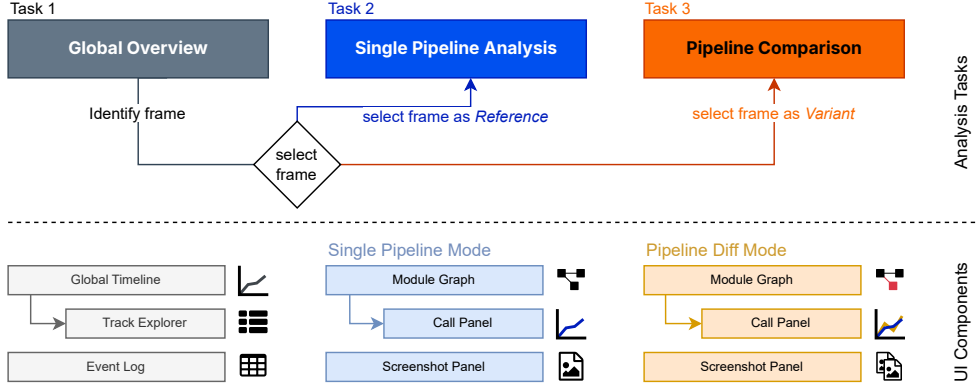 Task 1
Task 2
Task 3
Global Overview
Single Pipeline Analysis
Pipeline Comparison
Identify frame
select frame as Reference
select frame as Variant
select
frame
Analysis Tasks
Single Pipeline Mode
Pipeline Diff Mode
Global Timeline
Track Explorer
Event Log
Module Graph
Call Panel
Screenshot Panel
Module Graph
Call Panel
Screenshot Panel
UI Components